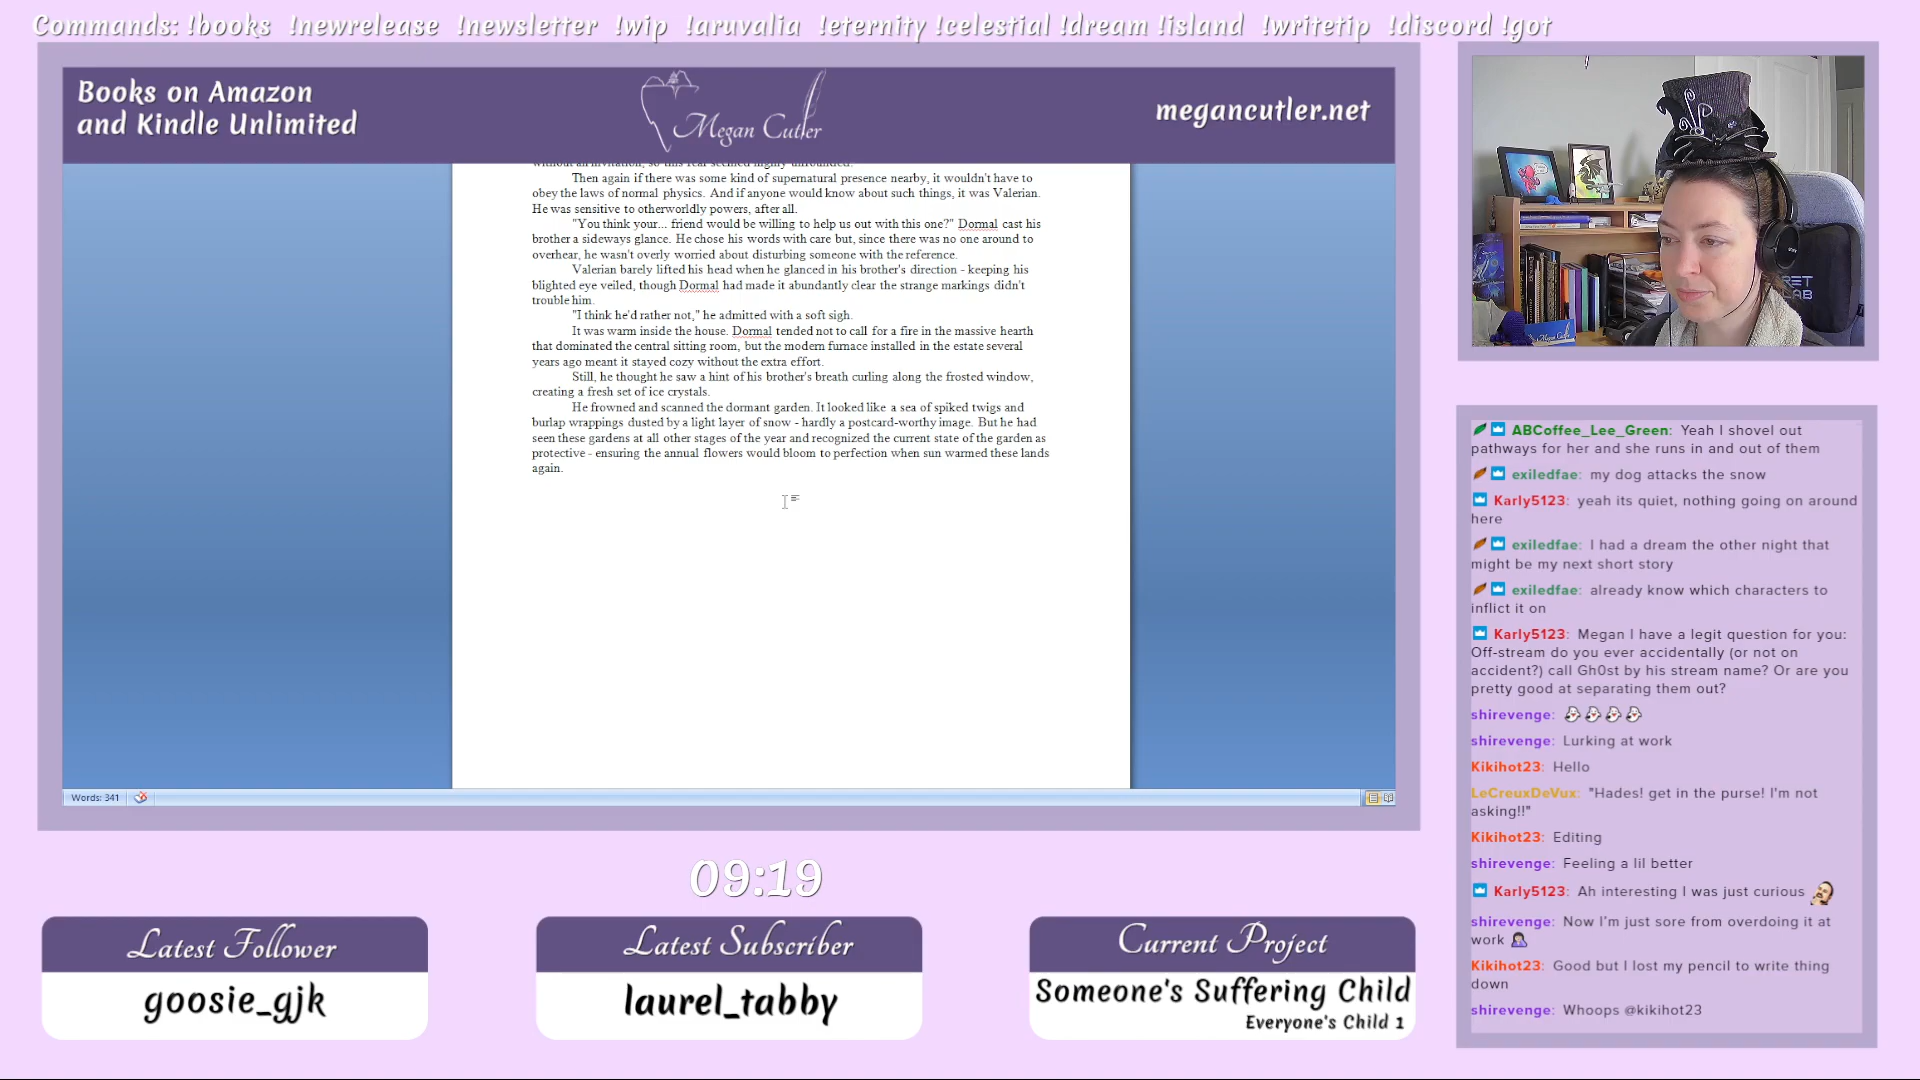 Commands: !books !newrelease !newsletter !wip !aruvalia !eternity !celestial !dream !island !writetip !discord !got
Books on Amazon
and Kindle Unlimited
Megan Cutler
megancutler.net
without an invitation, so this fear seemed highly unfounded.
Then again if there was some kind of supernatural presence nearby, it wouldn't have to
obey the laws of normal physics. And if anyone would know about such things, it was Valerian.
He was sensitive to otherworldly powers, after all.
"You think your... friend would be willing to help us out with this one?" Dormal cast his
brother a sideways glance. He chose his words with care but, since there was no one around to
overhear, he wasn't overly worried about disturbing someone with the reference.
Valerian barely lifted his head when he glanced in his brother's direction - keeping his
blighted eye veiled, though Dormal had made it abundantly clear the strange markings didn't
trouble him.
"I think he'd rather not," he admitted with a soft sigh.
It was warm inside the house. Dormal tended not to call for a fire in the massive hearth
that dominated the central sitting room, but the modern furnace installed in the estate several
years ago meant it stayed cozy without the extra effort.
Still, he thought he saw a hint of his brother's breath curling along the frosted window,
creating a fresh set of ice crystals.
He frowned and scanned the dormant garden. It looked like a sea of spiked twigs and
burlap wrappings dusted by a light layer of snow - hardly a postcard-worthy image. But he had
seen these gardens at all other stages of the year and recognized the current state of the garden as
protective - ensuring the annual flowers would bloom to perfection when sun warmed these lands
again.
Words: 341
ABCoffee_Lee_Green: Yeah I shovel out
pathways for her and she runs in and out of them
exiledfae: my dog attacks the snow
Karly5123: yeah its quiet, nothing going on around
here
exiledfae: I had a dream the other night that
might be my next short story
exiledfae: already know which characters to
inflict it on
Karly5123: Megan I have a legit question for you:
Off-stream do you ever accidentally (or not on
accident?) call Gh0st by his stream name? Or are you
pretty good at separating them out?
shirevenge:
shirevenge: Lurking at work
Kikihot23: Hello
LeCreuxDeVux: "Hades! get in the purse! I'm not
asking!!"
Kikihot23: Editing
shirevenge: Feeling a lil better
Karly5123: Ah interesting I was just curious
shirevenge: Now I'm just sore from overdoing it at
work
Kikihot23: Good but I lost my pencil to write thing
down
shirevenge: Whoops @kikihot23
09:19
Latest Follower
goosie_gjk
Latest Subscriber
laurel_tabby
Current Project
Someone's Suffering Child
Everyone's Child 1